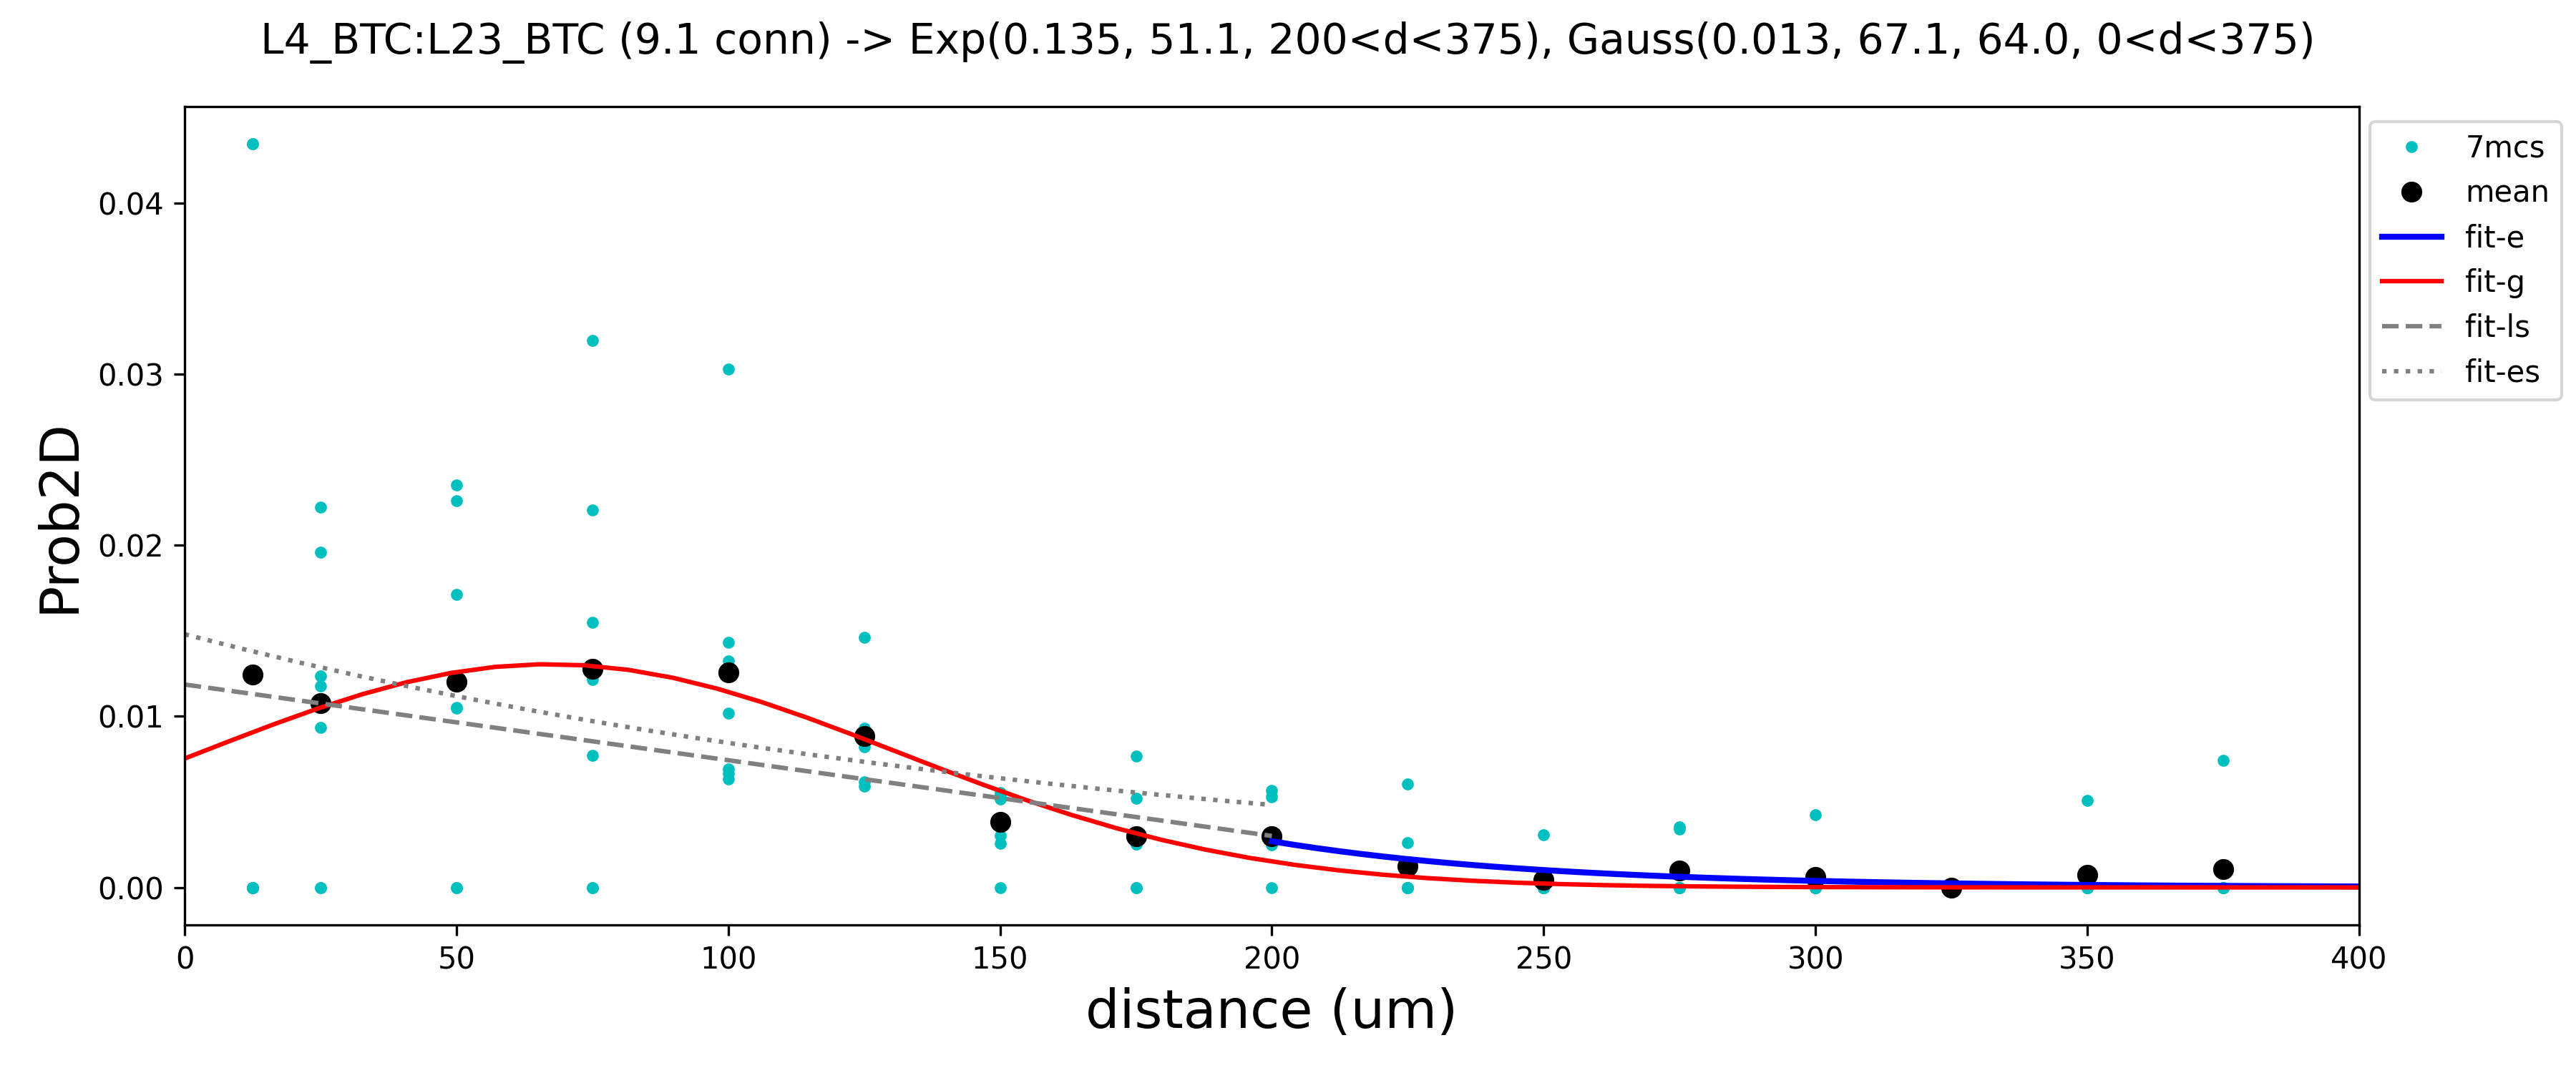 L4_BTC:L23_BTC (9.1 conn) -> Exp(0.135, 51.1, 200<d<375), Gauss(0.013, 67.1, 64.0, 0<d<375)
7mcs
mean
fit-e
fit-g
fit-ls
fit-es
Prob2D
0.04
0.03
0.02
0.01
0.00
0 50 100 150 200 250 300 350 400
distance (um)